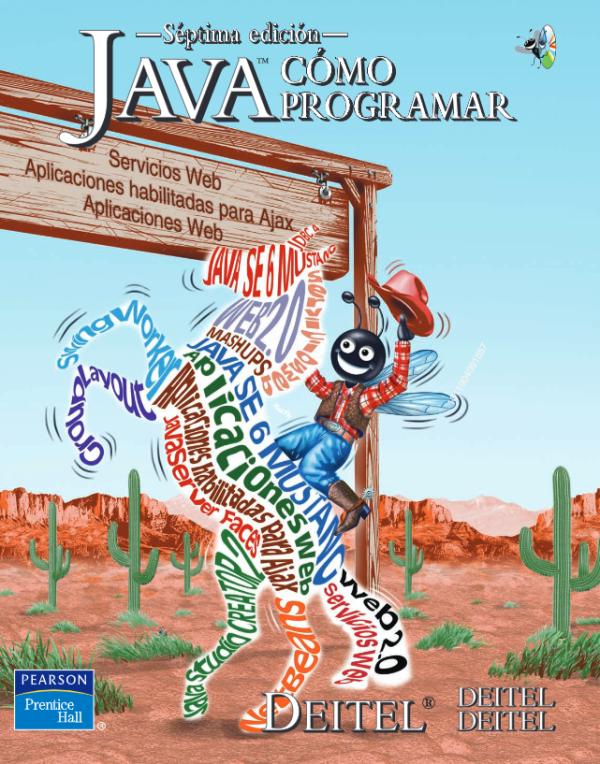 Séptima edición
JAVA™ CÓMO
PROGRAMAR
Servicios Web
Aplicaciones habilitadas para Ajax
Aplicaciones Web
JDBC 4
JAVA SE 6 MUSTANG
WEB 2.0
MASHUPS
JAVA SE 6 MUSTANG
Aplicaciones web
Aplicaciones habilitadas para Ajax
JavaServer Faces
SwingWorker
GroupLayout
Java Studio CREATOR 2
NetBeans
Web 2.0
servicios Web
PEARSON
Prentice
Hall
®
DEITEL®
DEITEL
DEITEL